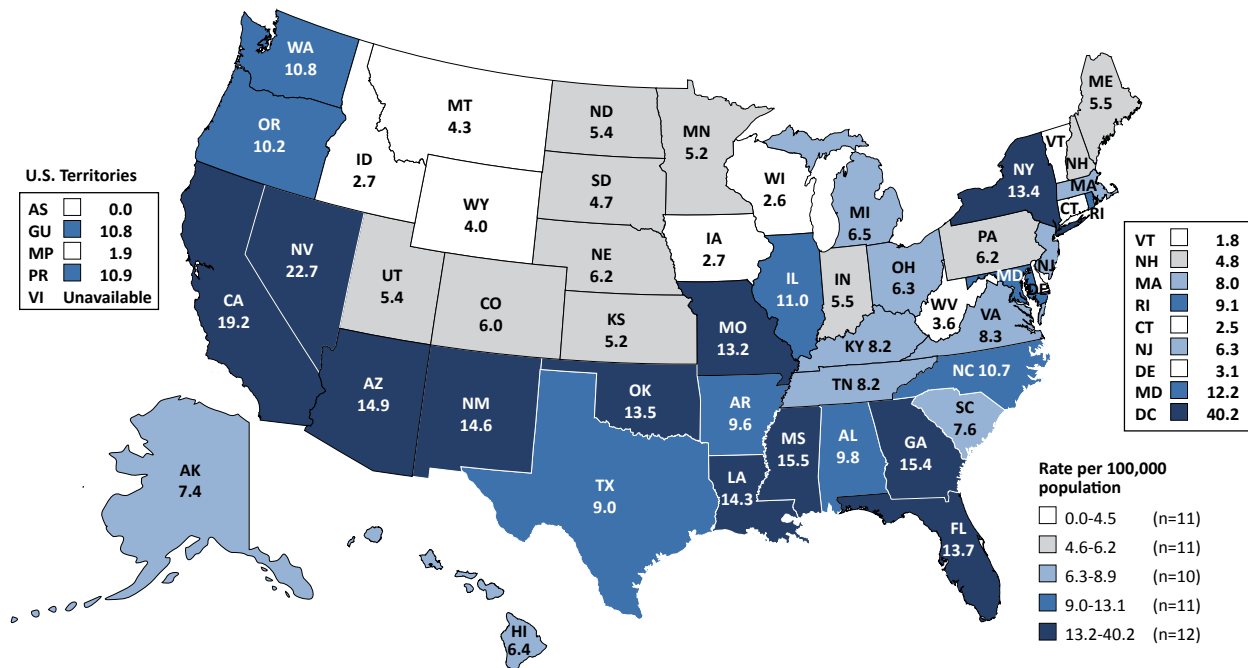 WA
10.8
OR
10.2
MT
4.3
ID
2.7
WY
4.0
ND
5.4
SD
4.7
MN
5.2
WI
2.6
MI
6.5
ME
5.5
VT
NH
NY
13.4
MA
CT
RI
U.S. Territories
AS 0.0
GU 10.8
MP 1.9
PR 10.9
VI Unavailable
CA
19.2
NV
22.7
UT
5.4
CO
6.0
NE
6.2
KS
5.2
IA
2.7
MO
13.2
IL
11.0
IN
5.5
OH
6.3
PA
6.2
NJ
MD
DE
WV
3.6
VA
8.3
KY 8.2
TN 8.2
NC 10.7
SC
7.6
VT 1.8
NH 4.8
MA 8.0
RI 9.1
CT 2.5
NJ 6.3
DE 3.1
MD 12.2
DC 40.2
AZ
14.9
NM
14.6
OK
13.5
AR
9.6
TX
9.0
LA
14.3
MS
15.5
AL
9.8
GA
15.4
FL
13.7
AK
7.4
HI
6.4
Rate per 100,000
population
0.0-4.5 (n=11)
4.6-6.2 (n=11)
6.3-8.9 (n=10)
9.0-13.1 (n=11)
13.2-40.2 (n=12)